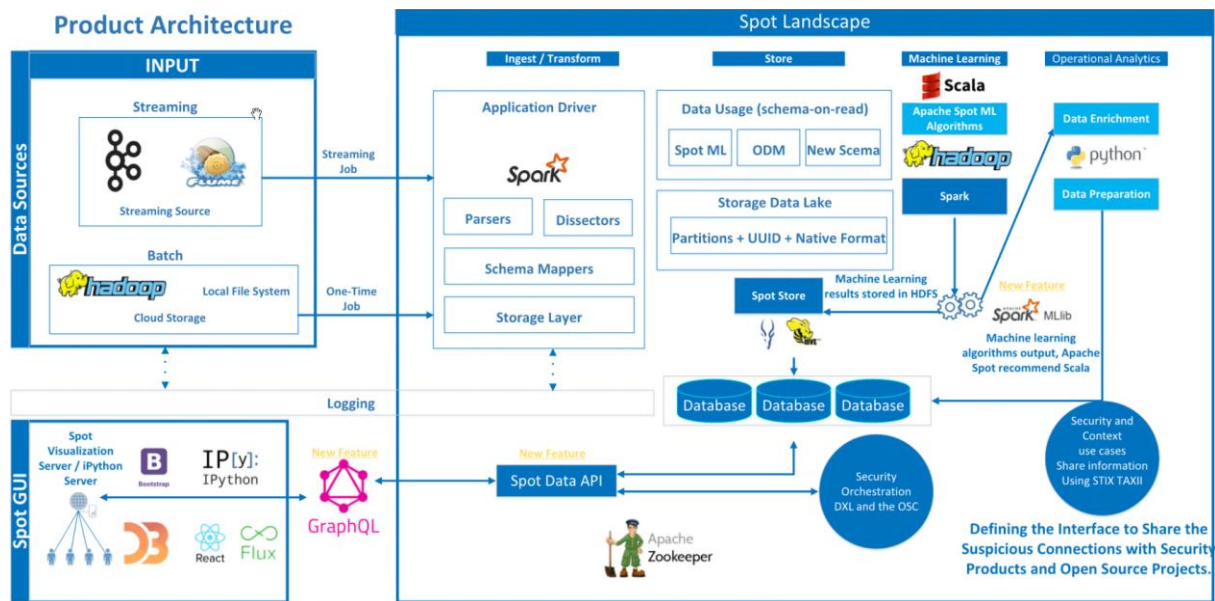 Product Architecture
Spot Landscape
Data Sources
INPUT
Streaming
FLUME
Streaming Source
Batch
hadoop
Local File System
Cloud Storage
Streaming
Job
One-Time
Job
Ingest / Transform
Application Driver
Spark
Parsers
Dissectors
Schema Mappers
Storage Layer
Store
Data Usage (schema-on-read)
Spot ML
ODM
New Scema
Storage Data Lake
Partitions + UUID + Native Format
Spot Store
HIVE
Machine Learning
results stored in HDFS
Machine Learning
Scala
Apache Spot ML
Algorithms
hadoop
Spark
Operational Analytics
Data Enrichment
python
Data Preparation
New Feature
APACHE
Spark MLlib
Machine learning
algorithms output, Apache
Spot recommend Scala
Logging
Database
Database
Database
Spot GUI
Spot
Visualization
Server / iPython
Server
B
Bootstrap
IP[y]:
IPython
D3
React
Flux
New Feature
GraphQL
New Feature
Spot Data API
Apache
Zookeeper
Security
Orchestration
DXL and the OSC
Security and
Context
use cases
Share information
Using STIX TAXII
Defining the Interface to Share the
Suspicious Connections with Security
Products and Open Source Projects.